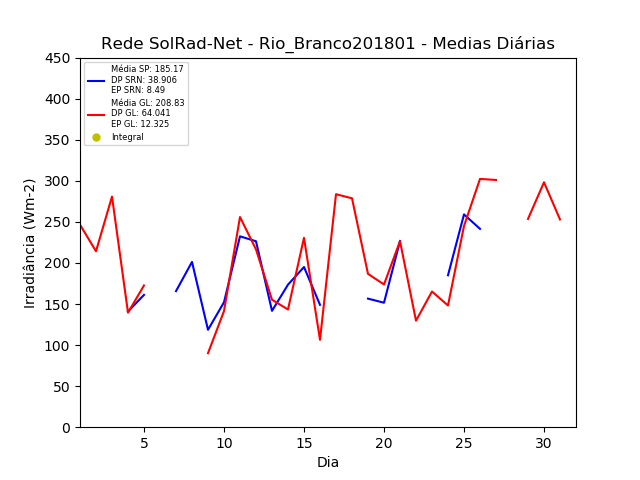 Rede SolRad-Net - Rio_Branco201801 - Medias Diárias
450
400
350
300
250
200
150
100
50
0
Irradiância (Wm-2)
Média SP: 185.17
DP SRN: 38.906
EP SRN: 8.49
Média GL: 208.83
DP GL: 64.041
EP GL: 12.325
Integral
5 10 15 20 25 30
Dia